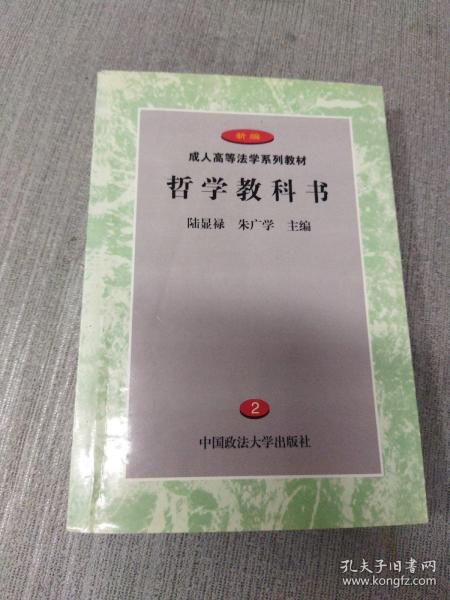 新编
成人高等法学系列教材
哲学教科书
陆显禄 朱广学 主编
2
中国政法大学出版社
孔夫子旧书网
www.kongfz.com